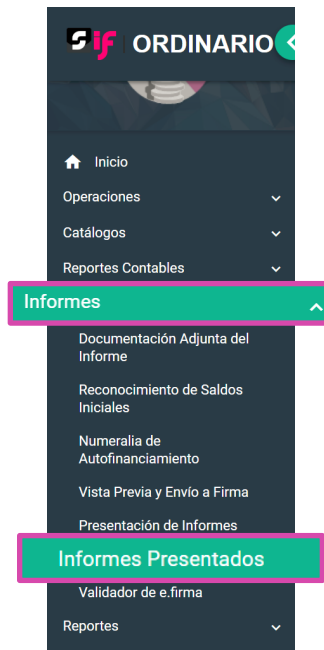 Sif ORDINARIO
Inicio
Operaciones
Catálogos
Reportes Contables
Informes
Documentación Adjunta del
Informe
Reconocimiento de Saldos
Iniciales
Numeralia de
Autofinanciamiento
Vista Previa y Envío a Firma
Presentación de Informes
Informes Presentados
Validador de e.firma
Reportes